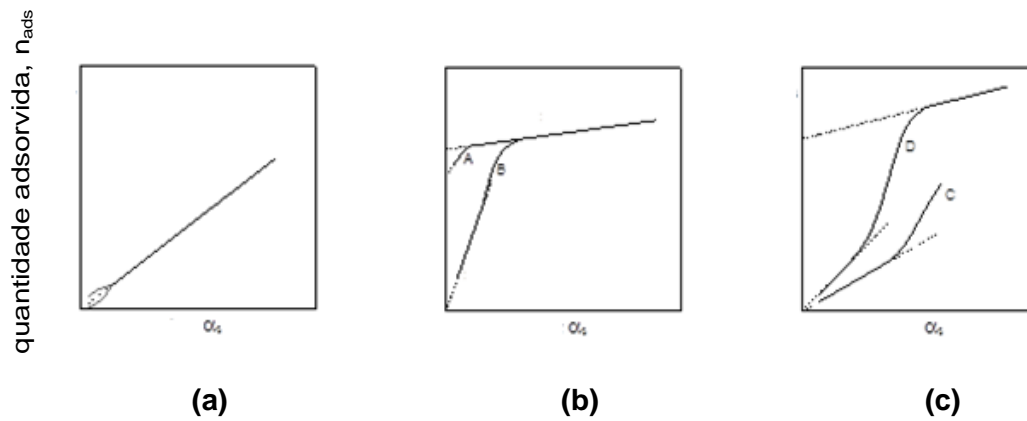 quantidade adsorvida, nads
A
B
D
C
αs
αs
αs
(a)
(b)
(c)